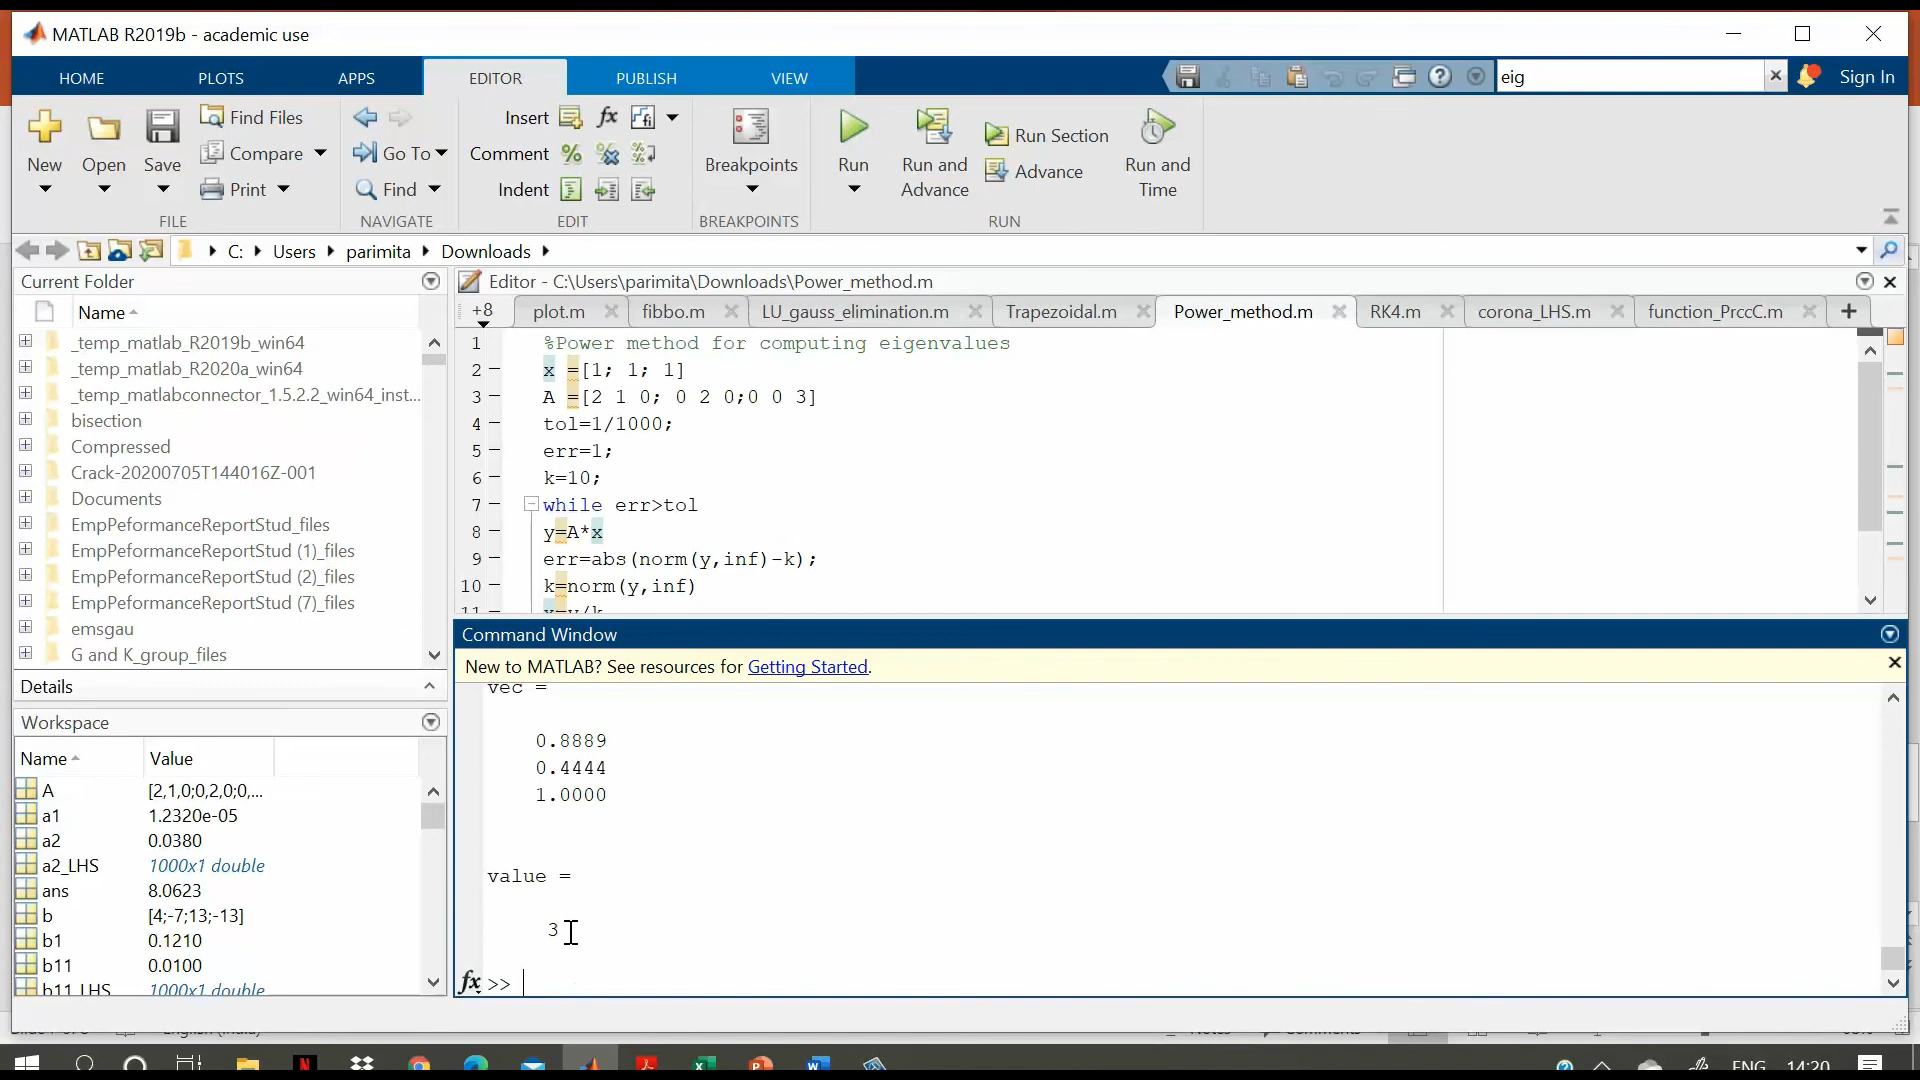 MATLAB R2019b - academic use
HOME PLOTS APPS EDITOR PUBLISH VIEW
eig
Sign In
New Open Save
Find Files
Compare
Print
FILE
Go To
Find
NAVIGATE
Insert fx
Comment
Indent
EDIT
Breakpoints
BREAKPOINTS
Run
Run and Advance
Run Section
Advance
Run and Time
RUN
C: Users parimita Downloads
Current Folder
Name
_temp_matlab_R2019b_win64
_temp_matlab_R2020a_win64
_temp_matlabconnector_1.5.2.2_win64_inst...
bisection
Compressed
Crack-20200705T144016Z-001
Documents
EmpPeformanceReportStud_files
EmpPeformanceReportStud (1)_files
EmpPeformanceReportStud (2)_files
EmpPeformanceReportStud (7)_files
emsgau
G and K_group_files
Details
Workspace
Name Value
A [2,1,0;0,2,0;0,...
a1 1.2320e-05
a2 0.0380
a2_LHS 1000x1 double
ans 8.0623
b [4;-7;13;-13]
b1 0.1210
b11 0.0100
b11_LHS 1000x1 double
Editor - C:\Users\parimita\Downloads\Power_method.m
+8 plot.m fibbo.m LU_gauss_elimination.m Trapezoidal.m Power_method.m RK4.m corona_LHS.m function_PrccC.m
1 %Power method for computing eigenvalues
2 x =[1; 1; 1]
3 A =[2 1 0; 0 2 0;0 0 3]
4 tol=1/1000;
5 err=1;
6 k=10;
7 while err>tol
8 y=A*x
9 err=abs(norm(y,inf)-k);
10 k=norm(y,inf)
11 x=y/k
Command Window
New to MATLAB? See resources for Getting Started.
vec =
0.8889
0.4444
1.0000
value =
3
fx >>
ENG 14:20